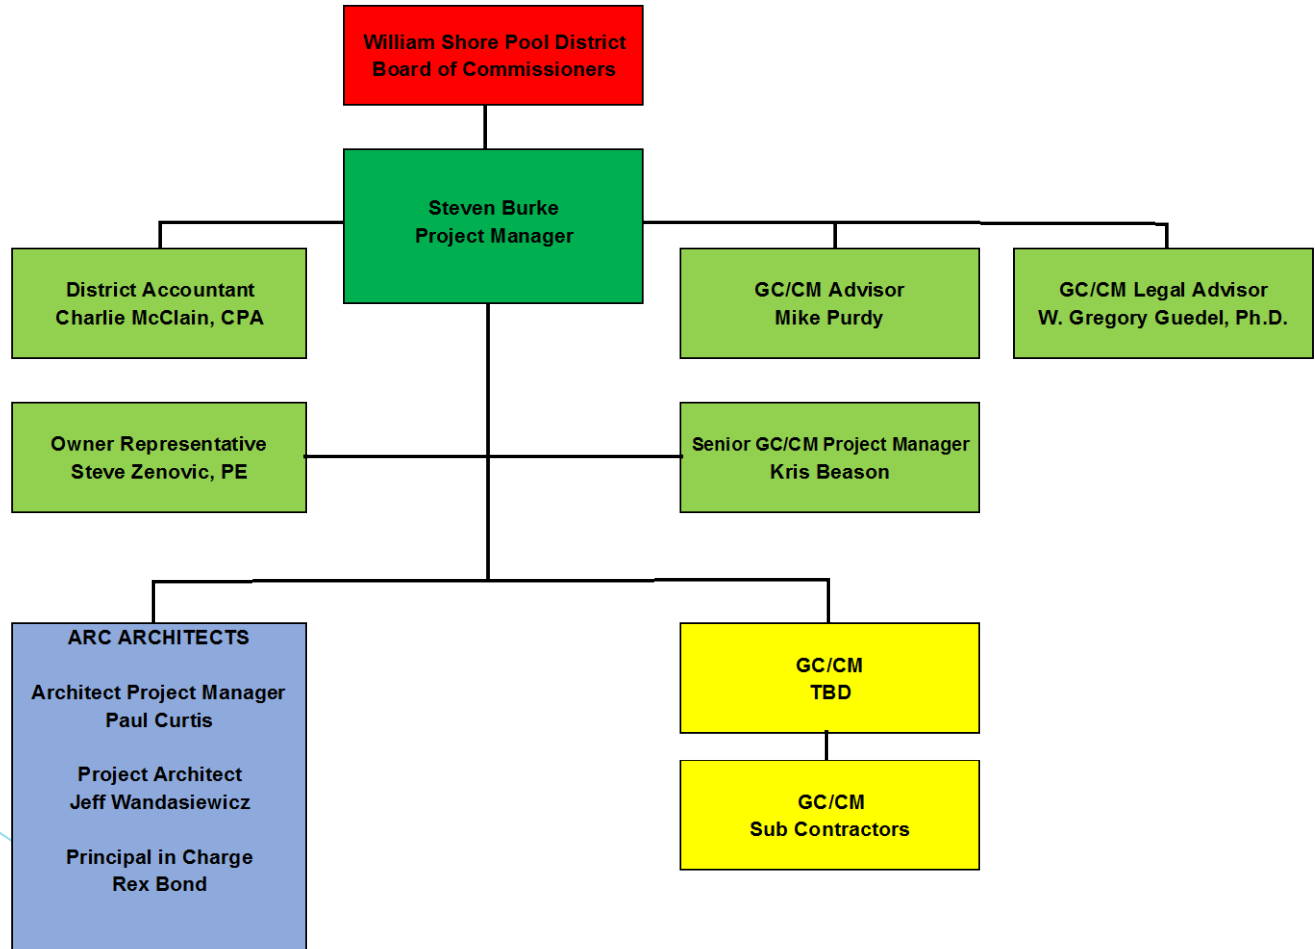 William Shore Pool District
Board of Commissioners
Steven Burke
Project Manager
District Accountant
Charlie McClain, CPA
GC/CM Advisor
Mike Purdy
GC/CM Legal Advisor
W. Gregory Guedel, Ph.D.
Owner Representative
Steve Zenovic, PE
Senior GC/CM Project Manager
Kris Beason
ARC ARCHITECTS
Architect Project Manager
Paul Curtis
Project Architect
Jeff Wandasiewicz
Principal in Charge
Rex Bond
GC/CM
TBD
GC/CM
Sub Contractors